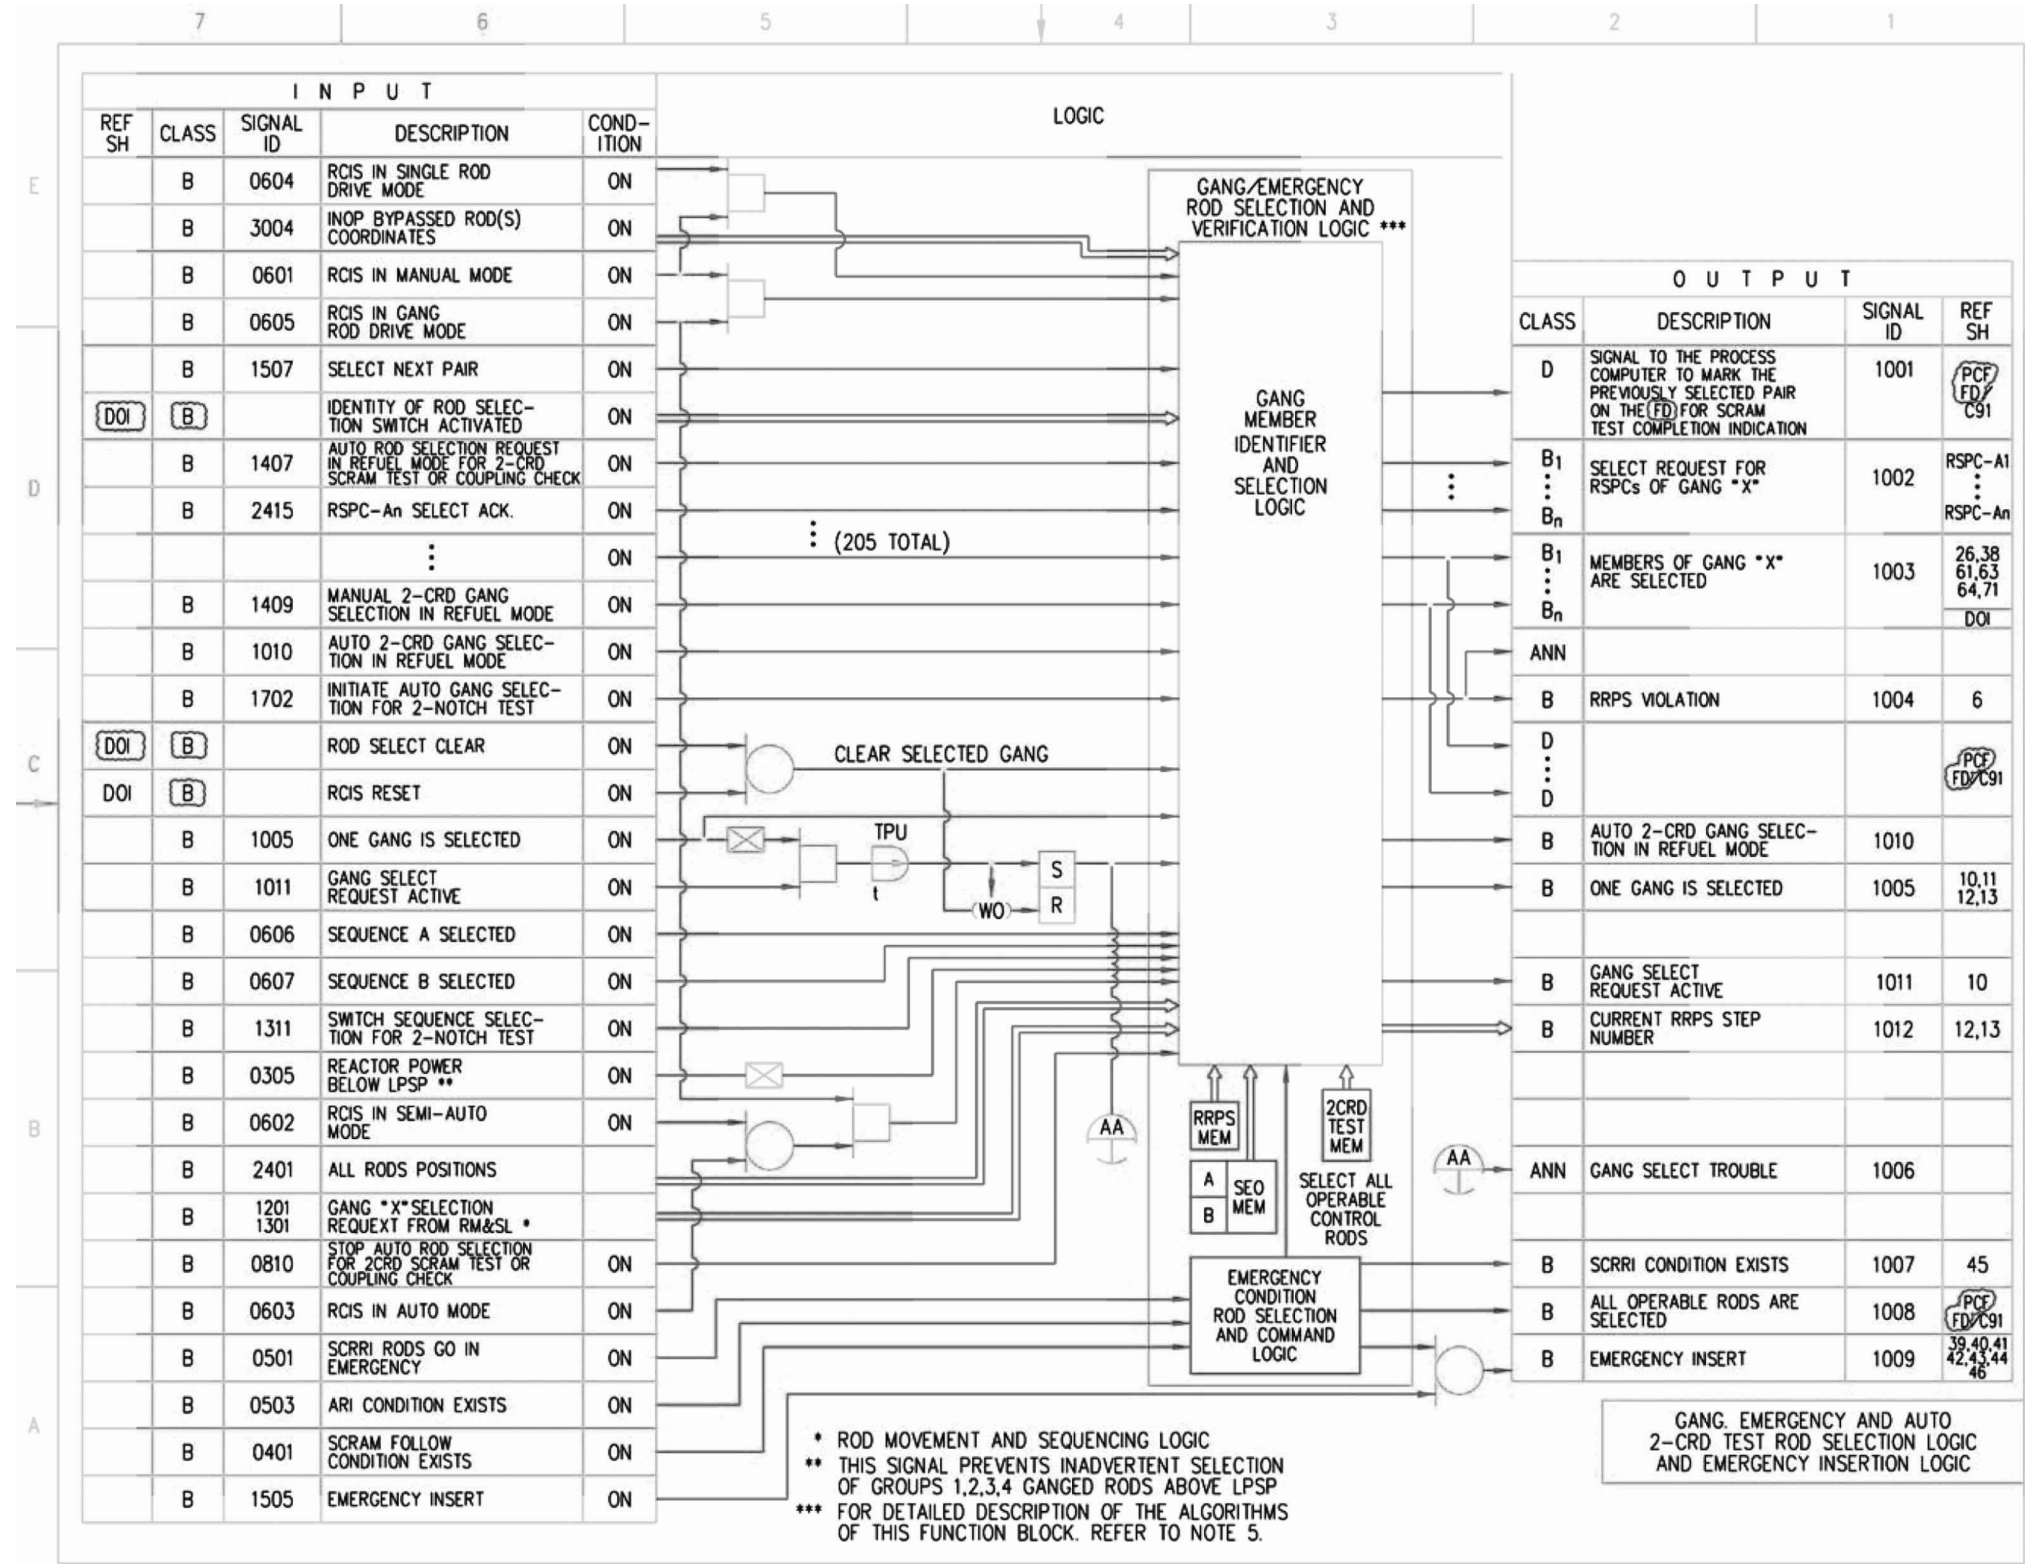 7 6 5 4 3 2 1
E
D
C
B
A
INPUT
REF SH CLASS SIGNAL ID DESCRIPTION COND-ITION
B 0604 RCIS IN SINGLE ROD
DRIVE MODE ON
B 3004 INOP BYPASSED ROD(S)
COORDINATES ON
B 0601 RCIS IN MANUAL MODE ON
B 0605 RCIS IN GANG
ROD DRIVE MODE ON
B 1507 SELECT NEXT PAIR ON
DOI B IDENTITY OF ROD SELEC-
TION SWITCH ACTIVATED ON
B 1407 AUTO ROD SELECTION REQUEST
IN REFUEL MODE FOR 2-CRD
SCRAM TEST OR COUPLING CHECK ON
B 2415 RSPC-An SELECT ACK. ON
⋮ ON
B 1409 MANUAL 2-CRD GANG
SELECTION IN REFUEL MODE ON
B 1010 AUTO 2-CRD GANG SELEC-
TION IN REFUEL MODE ON
B 1702 INITIATE AUTO GANG SELEC-
TION FOR 2-NOTCH TEST ON
DOI B ROD SELECT CLEAR ON
DOI B RCIS RESET ON
B 1005 ONE GANG IS SELECTED ON
B 1011 GANG SELECT
REQUEST ACTIVE ON
B 0606 SEQUENCE A SELECTED ON
B 0607 SEQUENCE B SELECTED ON
B 1311 SWITCH SEQUENCE SELEC-
TION FOR 2-NOTCH TEST ON
B 0305 REACTOR POWER
BELOW LPSP ** ON
B 0602 RCIS IN SEMI-AUTO
MODE ON
B 2401 ALL RODS POSITIONS
B 1201
1301 GANG "X" SELECTION
REQUEXT FROM RM&SL *
B 0810 STOP AUTO ROD SELECTION
FOR 2CRD SCRAM TEST OR
COUPLING CHECK ON
B 0603 RCIS IN AUTO MODE ON
B 0501 SCRRI RODS GO IN
EMERGENCY ON
B 0503 ARI CONDITION EXISTS ON
B 0401 SCRAM FOLLOW
CONDITION EXISTS ON
B 1505 EMERGENCY INSERT ON
LOGIC
GANG/EMERGENCY
ROD SELECTION AND
VERIFICATION LOGIC ***
GANG
MEMBER
IDENTIFIER
AND
SELECTION
LOGIC
⋮ (205 TOTAL)
CLEAR SELECTED GANG
TPU
t
S
R
(WO)
AA
RRPS
MEM
A
B
SEO
MEM
2CRD
TEST
MEM
SELECT ALL
OPERABLE
CONTROL
RODS
EMERGENCY
CONDITION
ROD SELECTION
AND COMMAND
LOGIC
AA
* ROD MOVEMENT AND SEQUENCING LOGIC
** THIS SIGNAL PREVENTS INADVERTENT SELECTION
OF GROUPS 1,2,3,4 GANGED RODS ABOVE LPSP
*** FOR DETAILED DESCRIPTION OF THE ALGORITHMS
OF THIS FUNCTION BLOCK. REFER TO NOTE 5.
OUTPUT
CLASS DESCRIPTION SIGNAL ID REF SH
D SIGNAL TO THE PROCESS
COMPUTER TO MARK THE
PREVIOUSLY SELECTED PAIR
ON THE FD FOR SCRAM
TEST COMPLETION INDICATION 1001 PCF
FD/
C91
B1
⋮
Bn SELECT REQUEST FOR
RSPCs OF GANG "X" 1002 RSPC-A1
⋮
RSPC-An
B1
⋮
Bn MEMBERS OF GANG "X"
ARE SELECTED 1003 26,38
61,63
64,71
DOI
ANN
B RRPS VIOLATION 1004 6
D
⋮
D PCF
FD/C91
B AUTO 2-CRD GANG SELEC-
TION IN REFUEL MODE 1010
B ONE GANG IS SELECTED 1005 10,11
12,13
B GANG SELECT
REQUEST ACTIVE 1011 10
B CURRENT RRPS STEP
NUMBER 1012 12,13
ANN GANG SELECT TROUBLE 1006
B SCRRI CONDITION EXISTS 1007 45
B ALL OPERABLE RODS ARE
SELECTED 1008 PCF
FD/C91
B EMERGENCY INSERT 1009 39,40,41
42,43,44
46
GANG. EMERGENCY AND AUTO
2-CRD TEST ROD SELECTION LOGIC
AND EMERGENCY INSERTION LOGIC